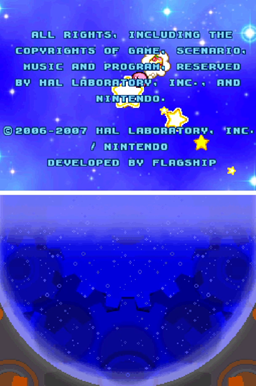 ALL RIGHTS, INCLUDING THE
COPYRIGHTS OF GAME, SCENARIO,
MUSIC AND PROGRAM, RESERVED
BY HAL LABORATORY, INC., AND
NINTENDO.
©2006-2007 HAL LABORATORY, INC.
/ NINTENDO
DEVELOPED BY FLAGSHIP